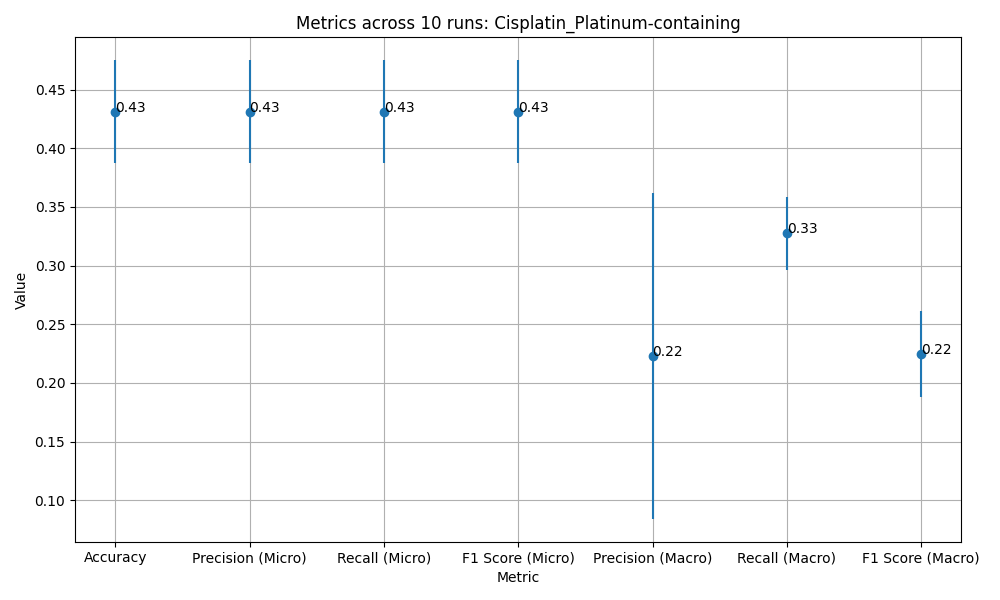 Metrics across 10 runs: Cisplatin_Platinum-containing
0.45
0.40
0.35
0.30
0.25
0.20
0.15
0.10
Value
0.43
0.43
0.43
0.43
0.22
0.33
0.22
Accuracy
Precision (Micro)
Recall (Micro)
F1 Score (Micro)
Precision (Macro)
Recall (Macro)
F1 Score (Macro)
Metric